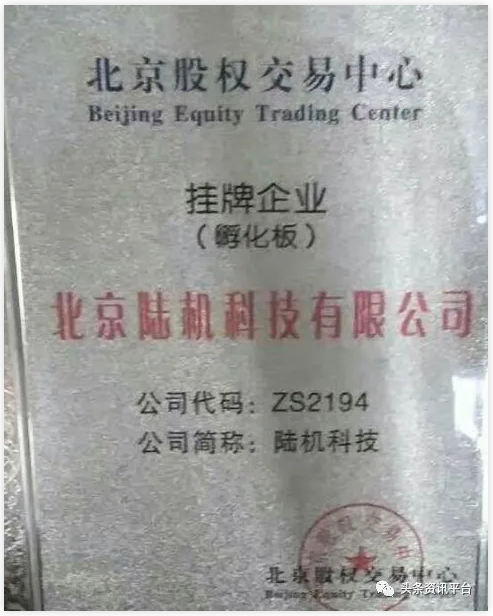 北京股权交易中心
Beijing Equity Trading Center
挂牌企业
（孵化板）
北京陆机科技有限公司
公司代码：ZS2194
公司简称：陆机科技
北京股权交易中心
Beijing Equity
头条资讯平台